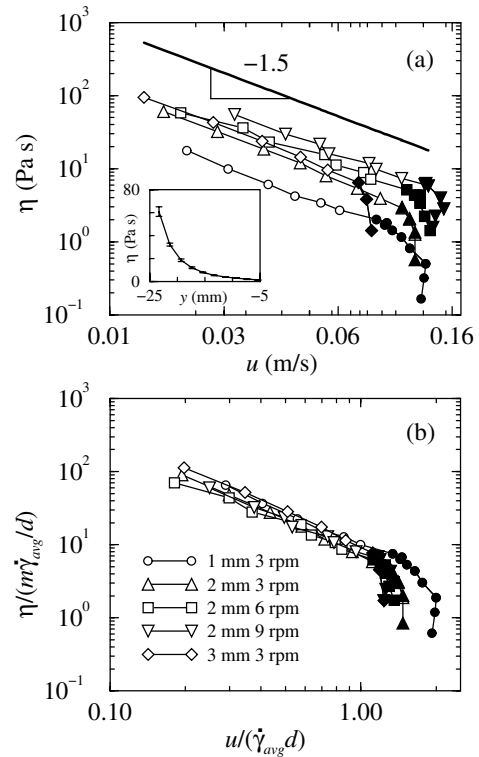 10³
(a)
−1.5
10²
10¹
η (Pa s)
10⁰
10⁻¹
80
η (Pa s)
0
−25
y (mm)
−5
0.01
0.03
0.06
0.16
u (m/s)
10³
(b)
10²
10¹
10⁰
10⁻¹
η/(mγ̇avg/d)
1 mm 3 rpm
2 mm 3 rpm
2 mm 6 rpm
2 mm 9 rpm
3 mm 3 rpm
0.10
1.00
u/(γ̇avgd)